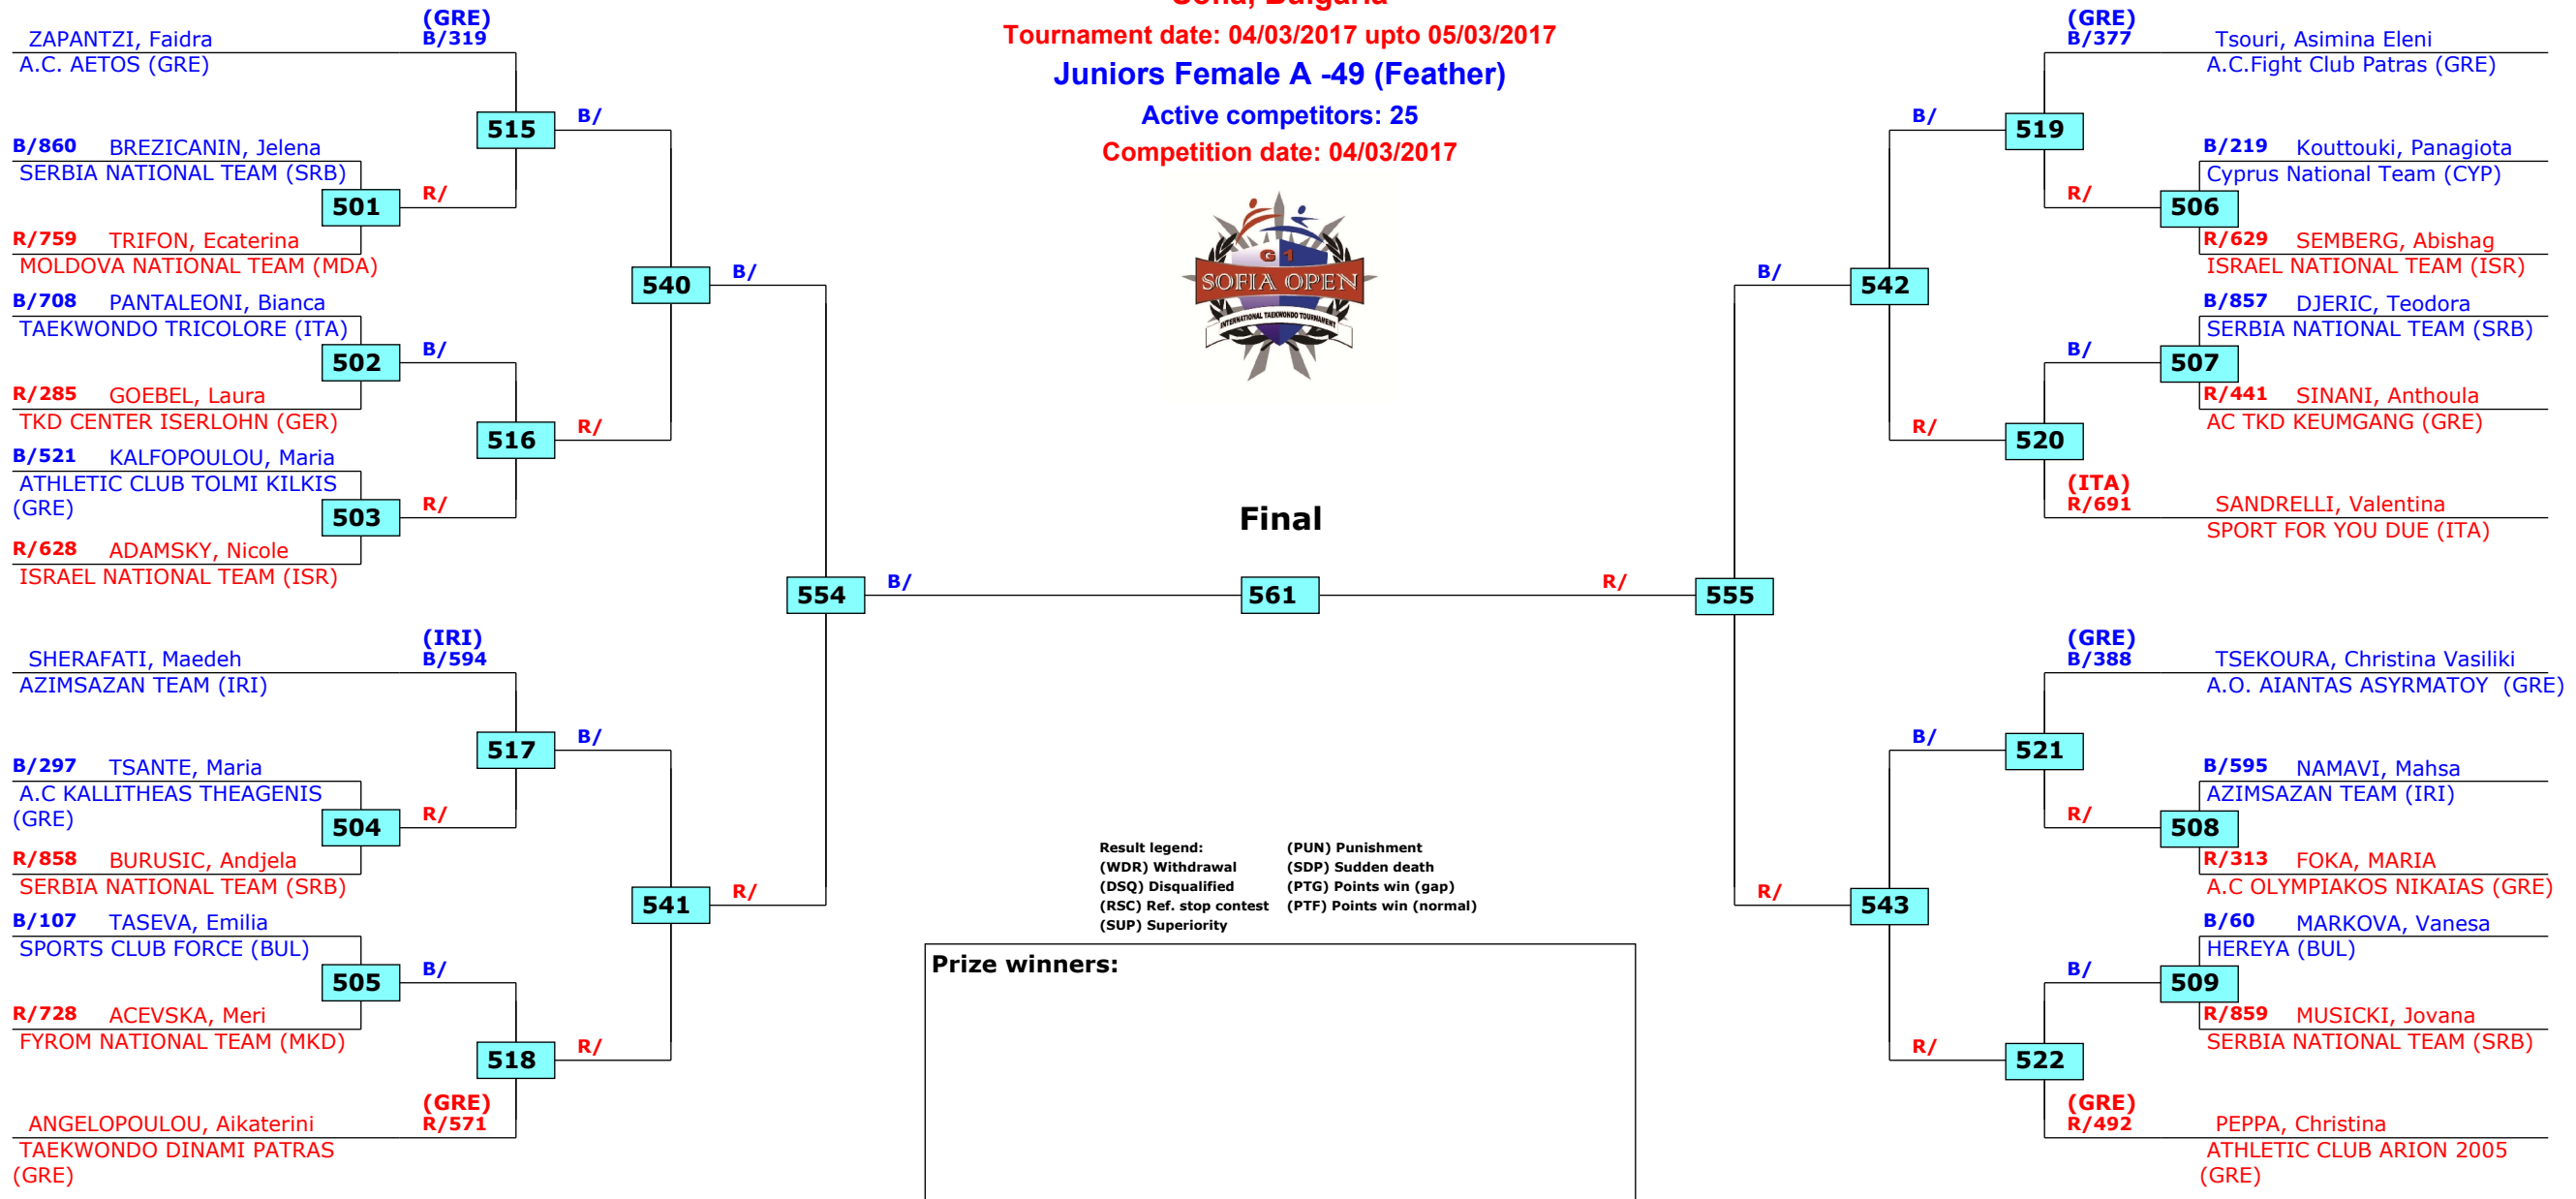 Sofia, Bulgaria
Tournament date: 04/03/2017 upto 05/03/2017
Juniors Female A -49 (Feather)
Active competitors: 25
Competition date: 04/03/2017
G 1
SOFIA OPEN
INTERNATIONAL TAEKWONDO TOURNAMENT
(GRE)
ZAPANTZI, Faidra B/319
A.C. AETOS (GRE)
515
B/
B/860 BREZICANIN, Jelena
SERBIA NATIONAL TEAM (SRB)
501
R/
R/759 TRIFON, Ecaterina
MOLDOVA NATIONAL TEAM (MDA)
540
B/
B/708 PANTALEONI, Bianca
TAEKWONDO TRICOLORE (ITA)
502
B/
R/285 GOEBEL, Laura
TKD CENTER ISERLOHN (GER)
516
R/
B/521 KALFOPOULOU, Maria
ATHLETIC CLUB TOLMI KILKIS
(GRE)
503
R/
R/628 ADAMSKY, Nicole
ISRAEL NATIONAL TEAM (ISR)
554
B/
(IRI)
SHERAFATI, Maedeh B/594
AZIMSAZAN TEAM (IRI)
517
B/
B/297 TSANTE, Maria
A.C KALLITHEAS THEAGENIS
(GRE)
504
R/
R/858 BURUSIC, Andjela
SERBIA NATIONAL TEAM (SRB)
541
R/
B/107 TASEVA, Emilia
SPORTS CLUB FORCE (BUL)
505
B/
R/728 ACEVSKA, Meri
FYROM NATIONAL TEAM (MKD)
518
R/
(GRE)
ANGELOPOULOU, Aikaterini R/571
TAEKWONDO DINAMI PATRAS
(GRE)
Final
561
(GRE)
B/377 Tsouri, Asimina Eleni
A.C.Fight Club Patras (GRE)
B/
519
B/219 Kouttouki, Panagiota
Cyprus National Team (CYP)
R/
506
R/629 SEMBERG, Abishag
ISRAEL NATIONAL TEAM (ISR)
B/
542
B/857 DJERIC, Teodora
SERBIA NATIONAL TEAM (SRB)
B/
507
R/441 SINANI, Anthoula
AC TKD KEUMGANG (GRE)
R/
520
(ITA)
R/691 SANDRELLI, Valentina
SPORT FOR YOU DUE (ITA)
R/
555
(GRE)
B/388 TSEKOURA, Christina Vasiliki
A.O. AIANTAS ASYRMATOY (GRE)
B/
521
B/595 NAMAVI, Mahsa
AZIMSAZAN TEAM (IRI)
R/
508
R/313 FOKA, MARIA
A.C OLYMPIAKOS NIKAIAS (GRE)
R/
543
B/60 MARKOVA, Vanesa
HEREYA (BUL)
B/
509
R/859 MUSICKI, Jovana
SERBIA NATIONAL TEAM (SRB)
R/
522
(GRE)
R/492 PEPPA, Christina
ATHLETIC CLUB ARION 2005
(GRE)
Result legend: (PUN) Punishment
(WDR) Withdrawal (SDP) Sudden death
(DSQ) Disqualified (PTG) Points win (gap)
(RSC) Ref. stop contest (PTF) Points win (normal)
(SUP) Superiority
Prize winners: